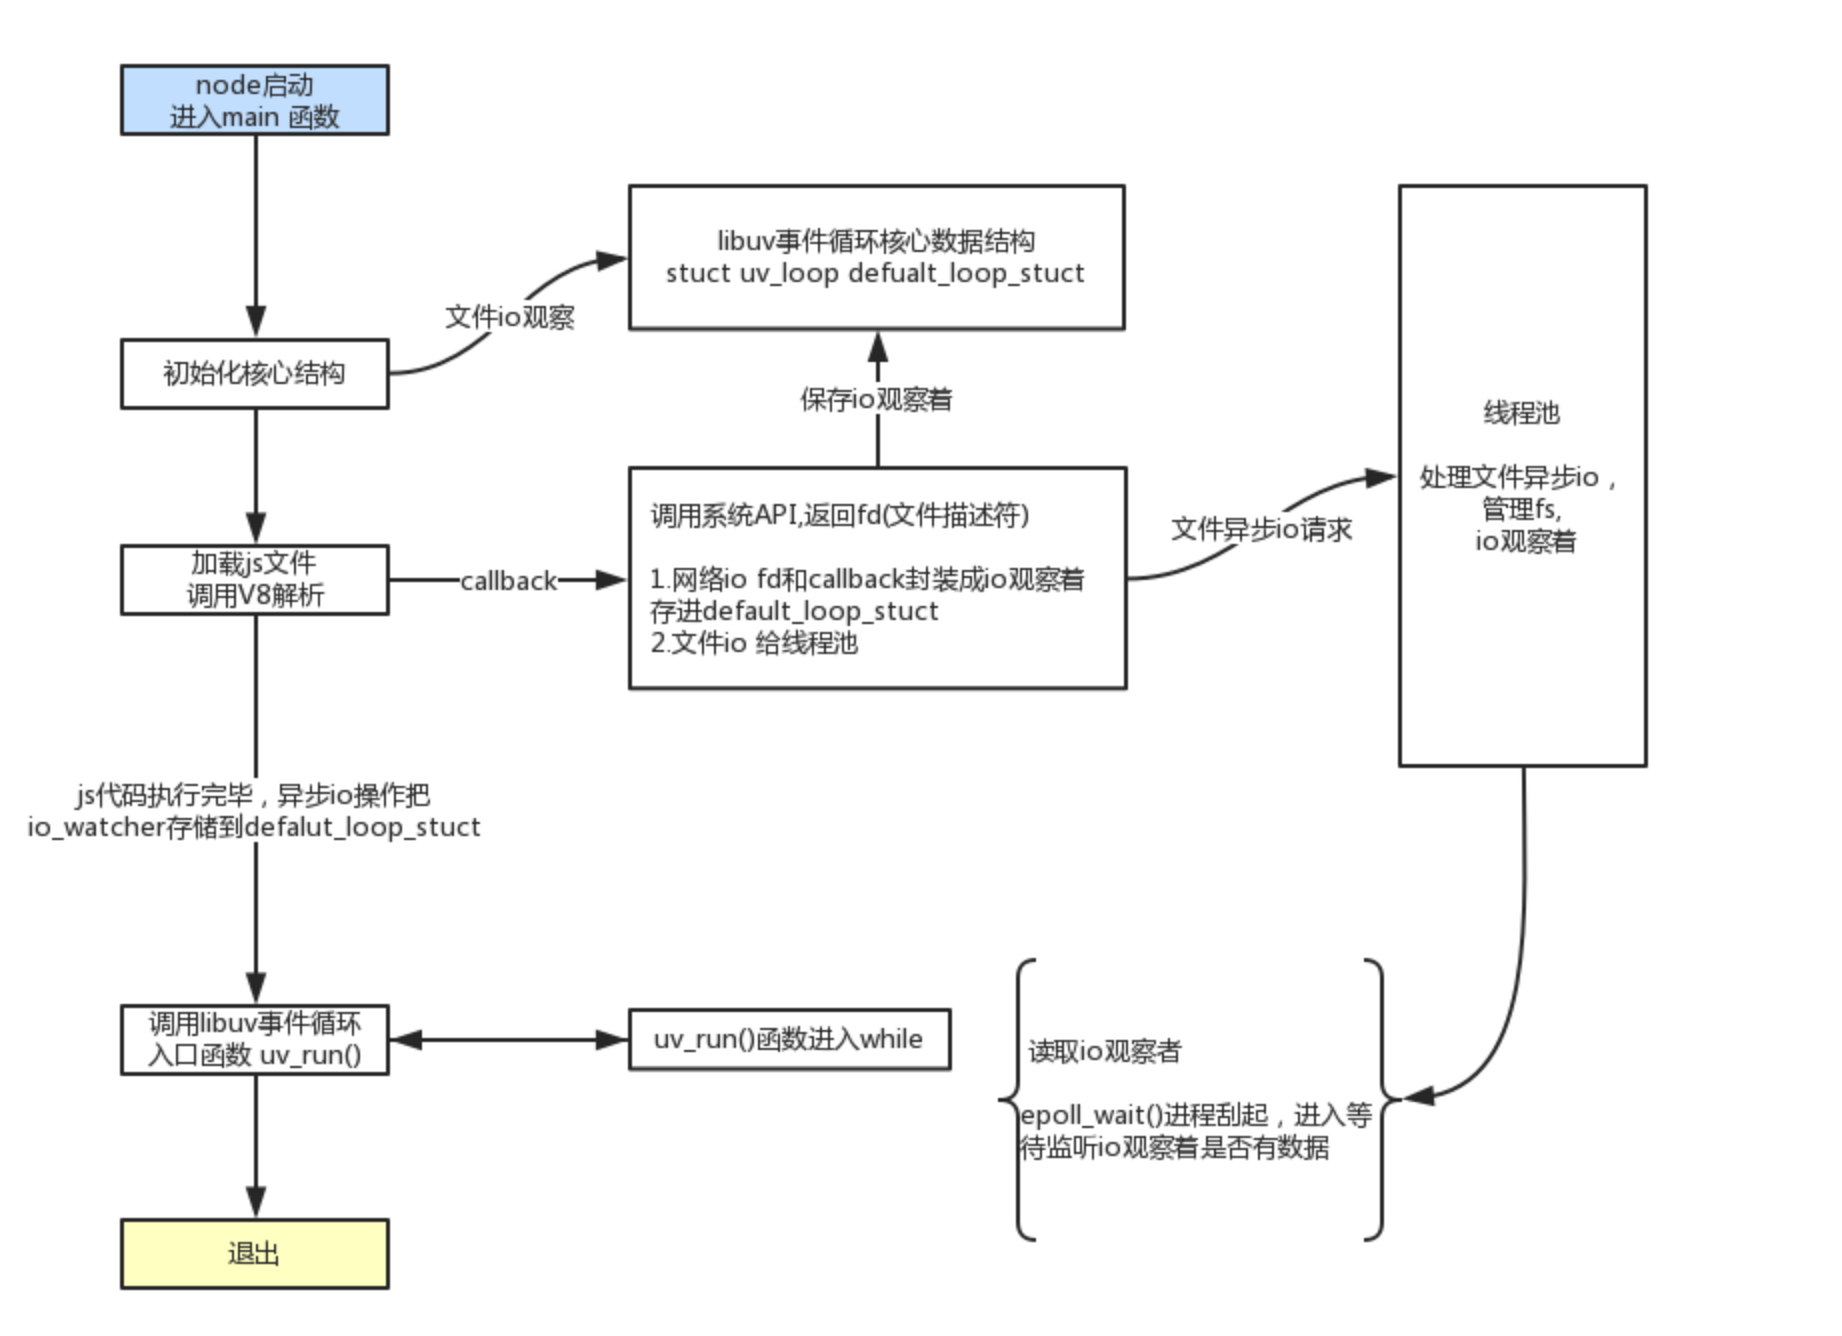 node启动
进入main 函数
libuv事件循环核心数据结构
stuct uv_loop defualt_loop_stuct
文件io观察
初始化核心结构
保存io观察着
线程池
处理文件异步io，
管理fs,
io观察着
调用系统API,返回fd(文件描述符)
1.网络io fd和callback封装成io观察着
存进default_loop_stuct
2.文件io 给线程池
文件异步io请求
加载js文件
调用V8解析
callback
js代码执行完毕，异步io操作把
io_watcher存储到defalut_loop_stuct
调用libuv事件循环
入口函数 uv_run()
uv_run()函数进入while
读取io观察者
epoll_wait()进程刮起，进入等
待监听io观察着是否有数据
退出